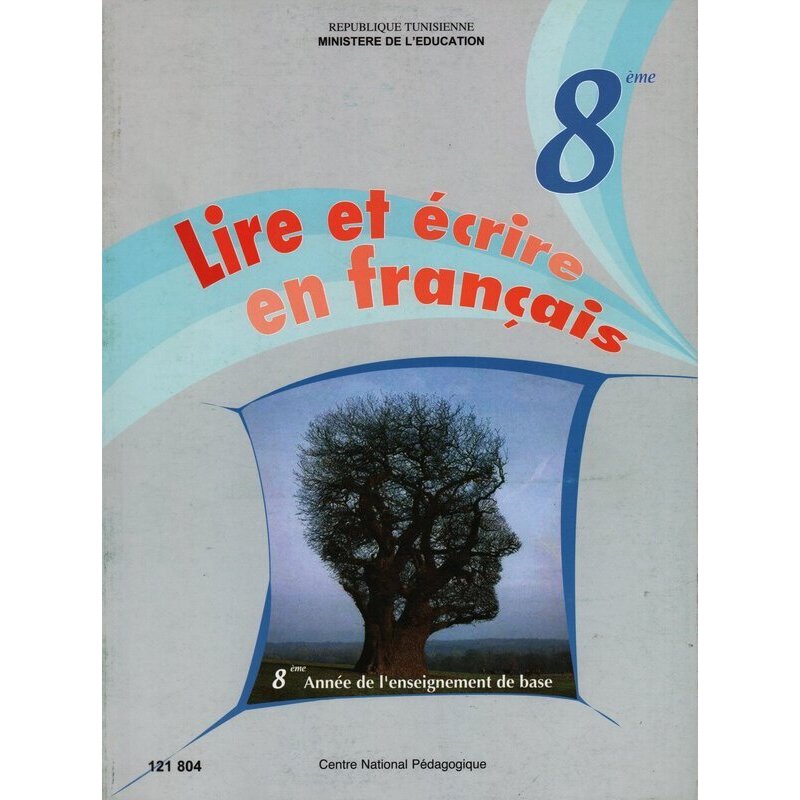 REPUBLIQUE TUNISIENNE
MINISTERE DE L'EDUCATION
8ème
Lire et écrire
en français
8ème Année de l'enseignement de base
121 804
Centre National Pédagogique